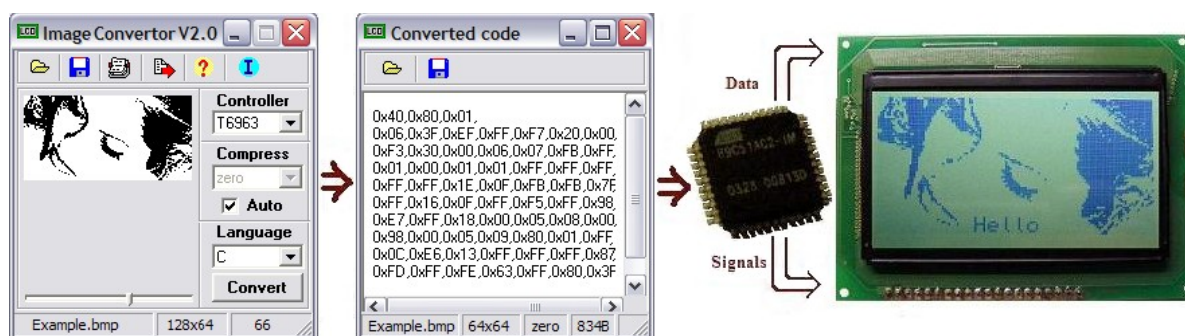 LCD Image Convertor V2.0
Controller
T6963
Compress
zero
Auto
Language
C
Convert
Example.bmp 128x64 66
LCD Converted code
0x40,0x80,0x01,
0x06,0x3F,0xEF,0xFF,0xF7,0x20,0x00,
0xF3,0x30,0x00,0x06,0x07,0xFB,0xFF,
0x01,0x00,0x01,0x01,0xFF,0xFF,0xFF,
0xFF,0xFF,0x1E,0x0F,0xFB,0xFB,0x7F
0xFF,0x16,0x0F,0xFF,0xF5,0xFF,0x98,
0xE7,0xFF,0x18,0x00,0x05,0x08,0x00,
0x98,0x00,0x05,0x09,0x80,0x01,0xFF,
0x0C,0xE6,0x13,0xFF,0xFF,0xFF,0x87,
0xFD,0xFF,0xFE,0x63,0xFF,0x80,0x3F
Example.bmp 64x64 zero 834B
Data
Signals
Hello